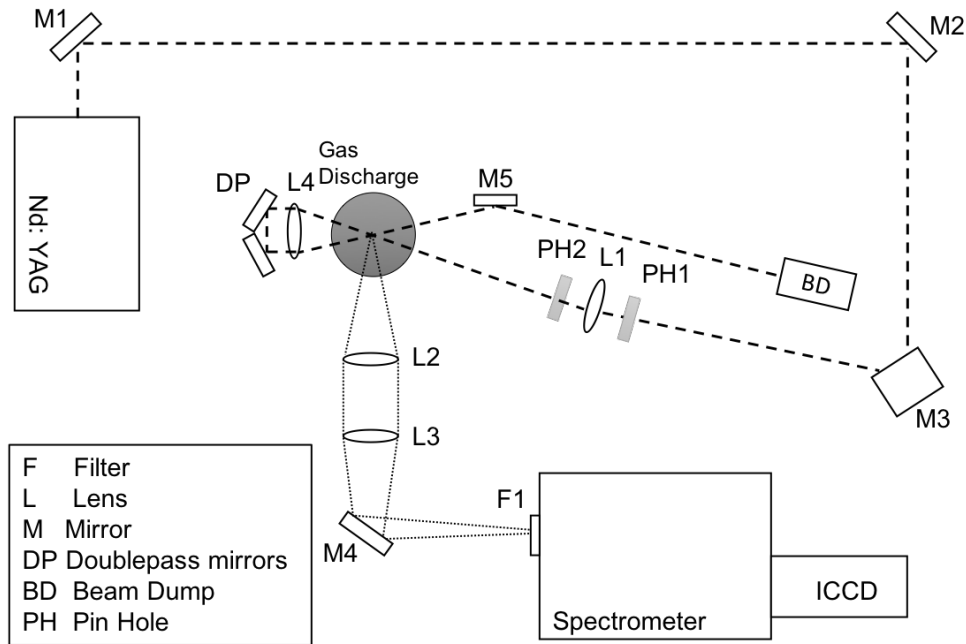 M1
M2
Nd: YAG
Gas
Discharge
DP
L4
M5
PH2
L1
PH1
BD
M3
L2
L3
M4
F1
Spectrometer
ICCD
F Filter
L Lens
M Mirror
DP Doublepass mirrors
BD Beam Dump
PH Pin Hole